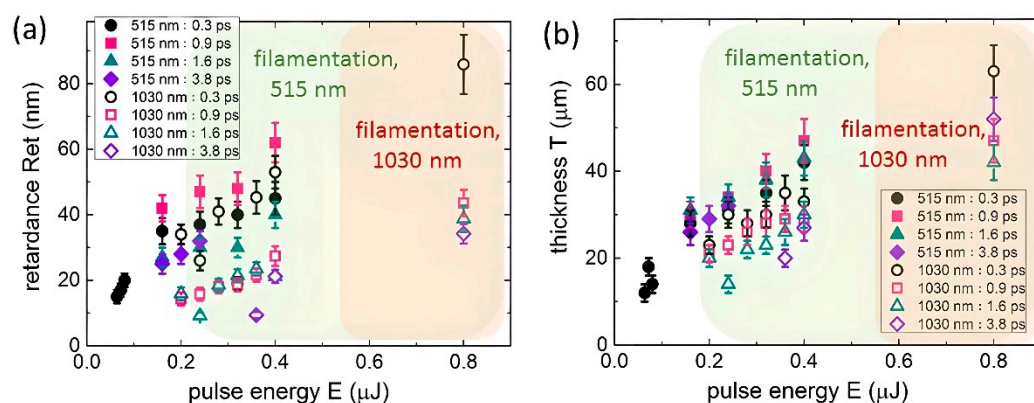 (a)
515 nm : 0.3 ps
515 nm : 0.9 ps
515 nm : 1.6 ps
515 nm : 3.8 ps
1030 nm : 0.3 ps
1030 nm : 0.9 ps
1030 nm : 1.6 ps
1030 nm : 3.8 ps
filamentation,
515 nm
filamentation,
1030 nm
retardance Ret (nm)
80
60
40
20
0
0.0 0.2 0.4 0.6 0.8
pulse energy E (μJ)
(b)
filamentation,
515 nm
filamentation,
1030 nm
515 nm : 0.3 ps
515 nm : 0.9 ps
515 nm : 1.6 ps
515 nm : 3.8 ps
1030 nm : 0.3 ps
1030 nm : 0.9 ps
1030 nm : 1.6 ps
1030 nm : 3.8 ps
thickness T (μm)
60
40
20
0
0.0 0.2 0.4 0.6 0.8
pulse energy E (μJ)